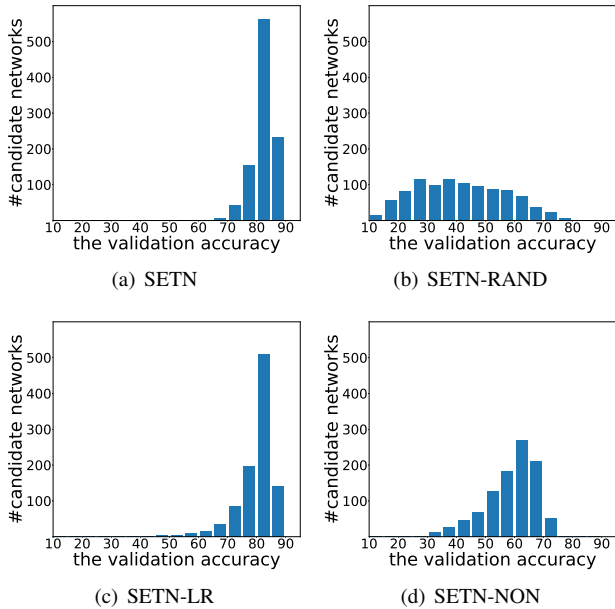 #candidate networks
500
400
300
200
100
10 20 30 40 50 60 70 80 90
the validation accuracy
(a) SETN
#candidate networks
500
400
300
200
100
10 20 30 40 50 60 70 80 90
the validation accuracy
(b) SETN-RAND
#candidate networks
500
400
300
200
100
10 20 30 40 50 60 70 80 90
the validation accuracy
(c) SETN-LR
#candidate networks
500
400
300
200
100
10 20 30 40 50 60 70 80 90
the validation accuracy
(d) SETN-NON